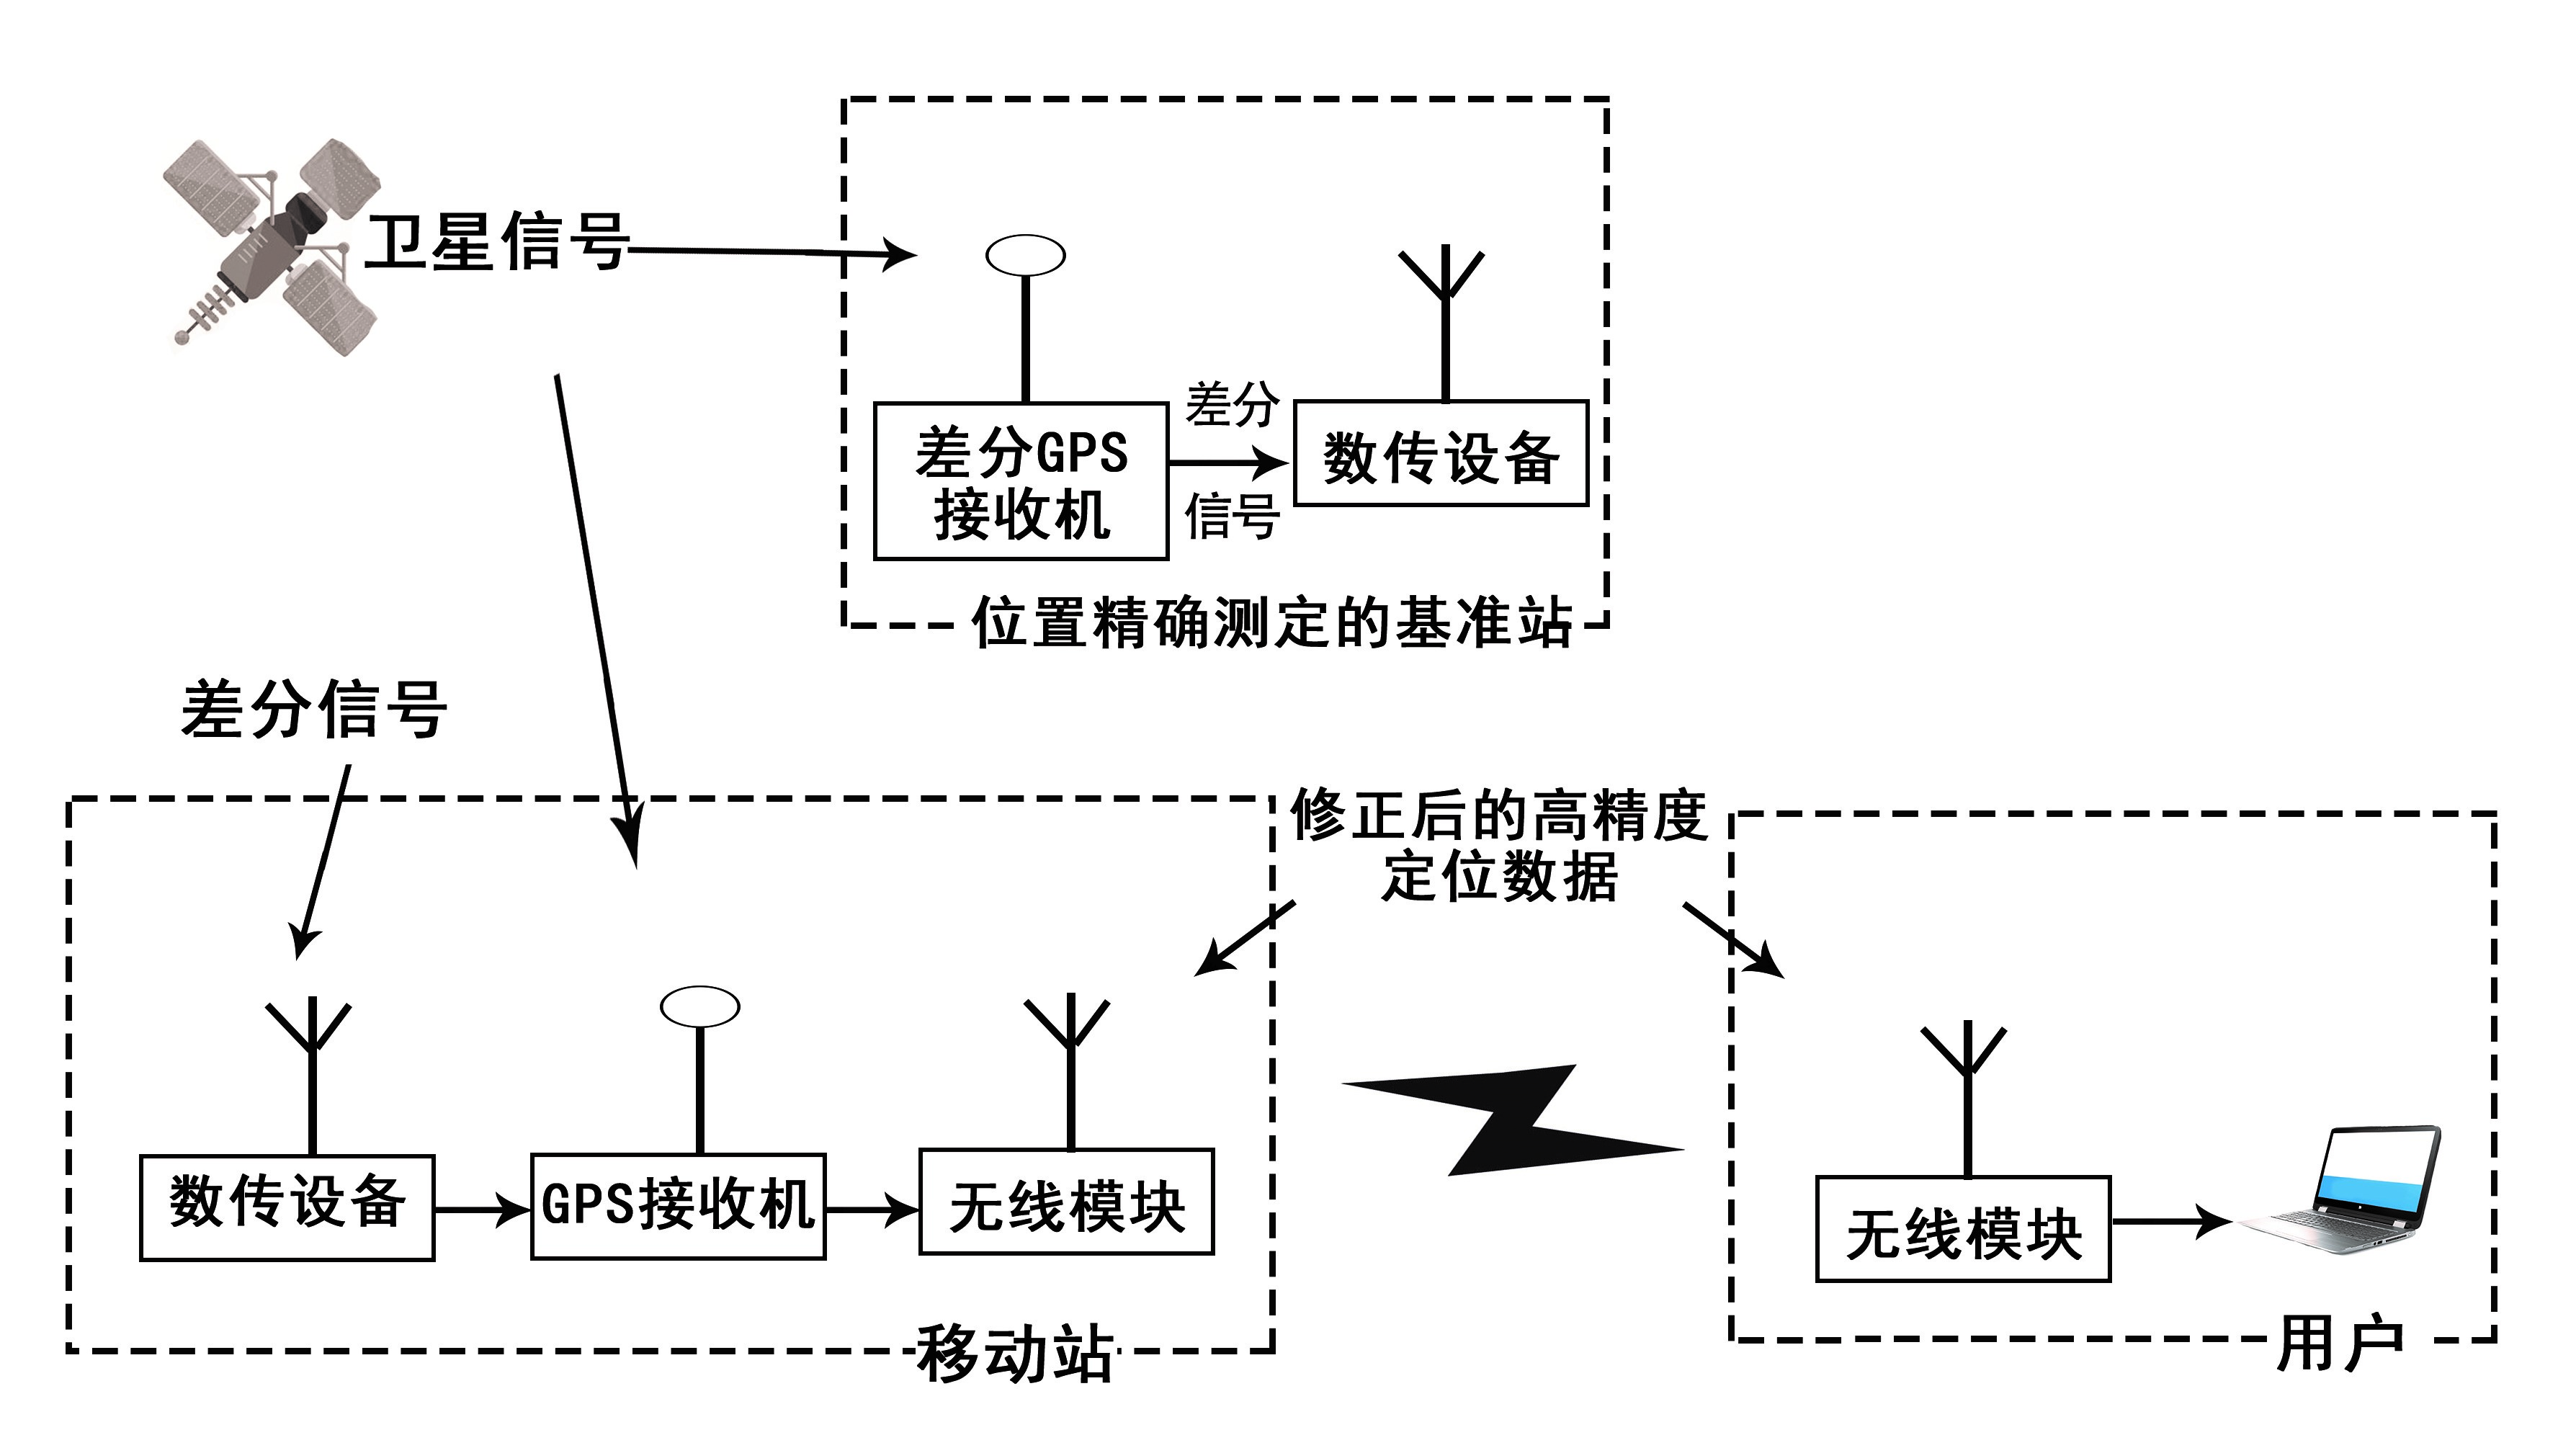 卫星信号
差分GPS
接收机
差分
信号
数传设备
位置精确测定的基准站
差分信号
修正后的高精度
定位数据
数传设备
GPS接收机
无线模块
移动站
无线模块
用户